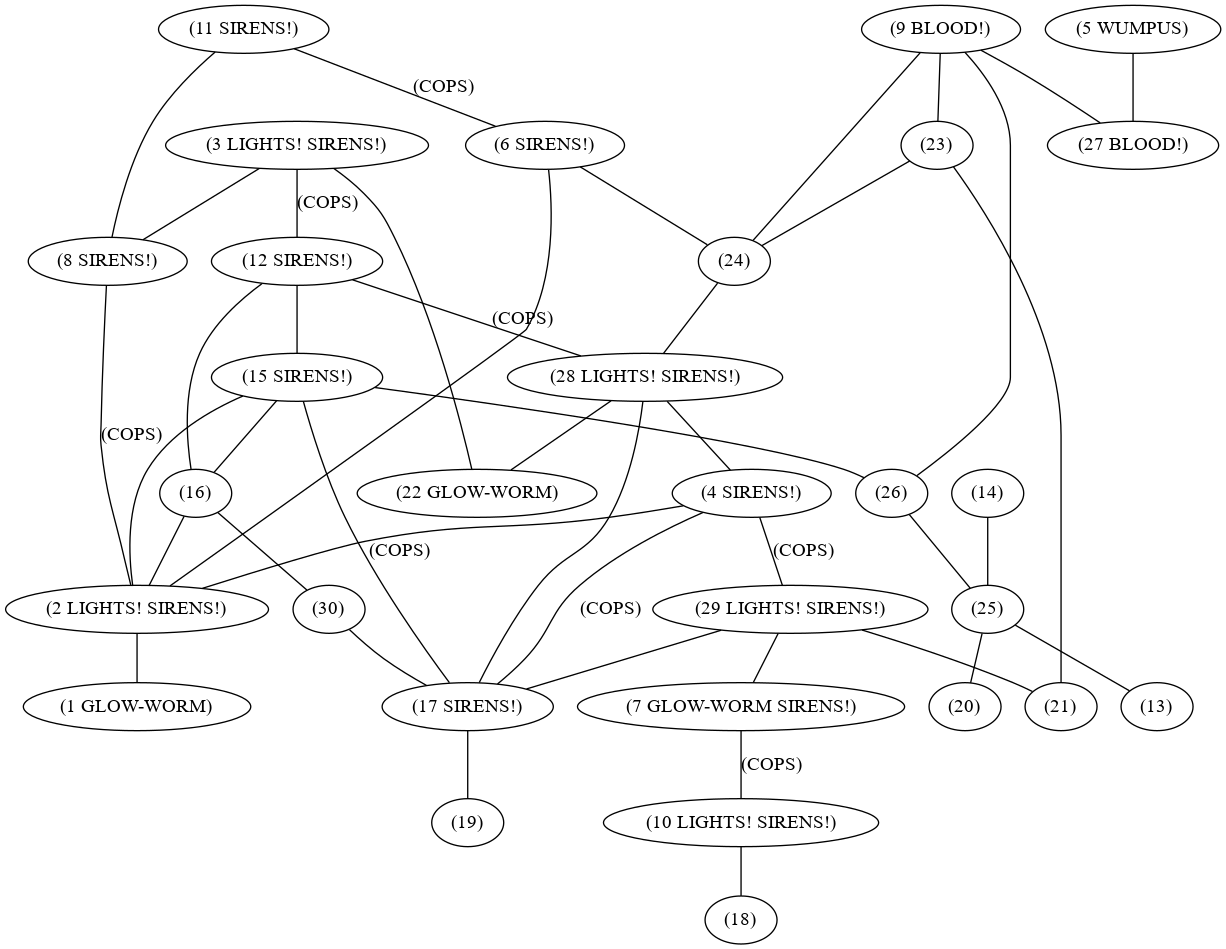 (11 SIRENS!)
(9 BLOOD!)
(5 WUMPUS)
(COPS)
(3 LIGHTS! SIRENS!)
(6 SIRENS!)
(23)
(27 BLOOD!)
(COPS)
(8 SIRENS!)
(12 SIRENS!)
(24)
(COPS)
(15 SIRENS!)
(28 LIGHTS! SIRENS!)
(COPS)
(16)
(22 GLOW-WORM)
(4 SIRENS!)
(26)
(14)
(COPS)
(COPS)
(2 LIGHTS! SIRENS!)
(30)
(COPS)
(29 LIGHTS! SIRENS!)
(25)
(1 GLOW-WORM)
(17 SIRENS!)
(7 GLOW-WORM SIRENS!)
(20)
(21)
(13)
(COPS)
(19)
(10 LIGHTS! SIRENS!)
(18)